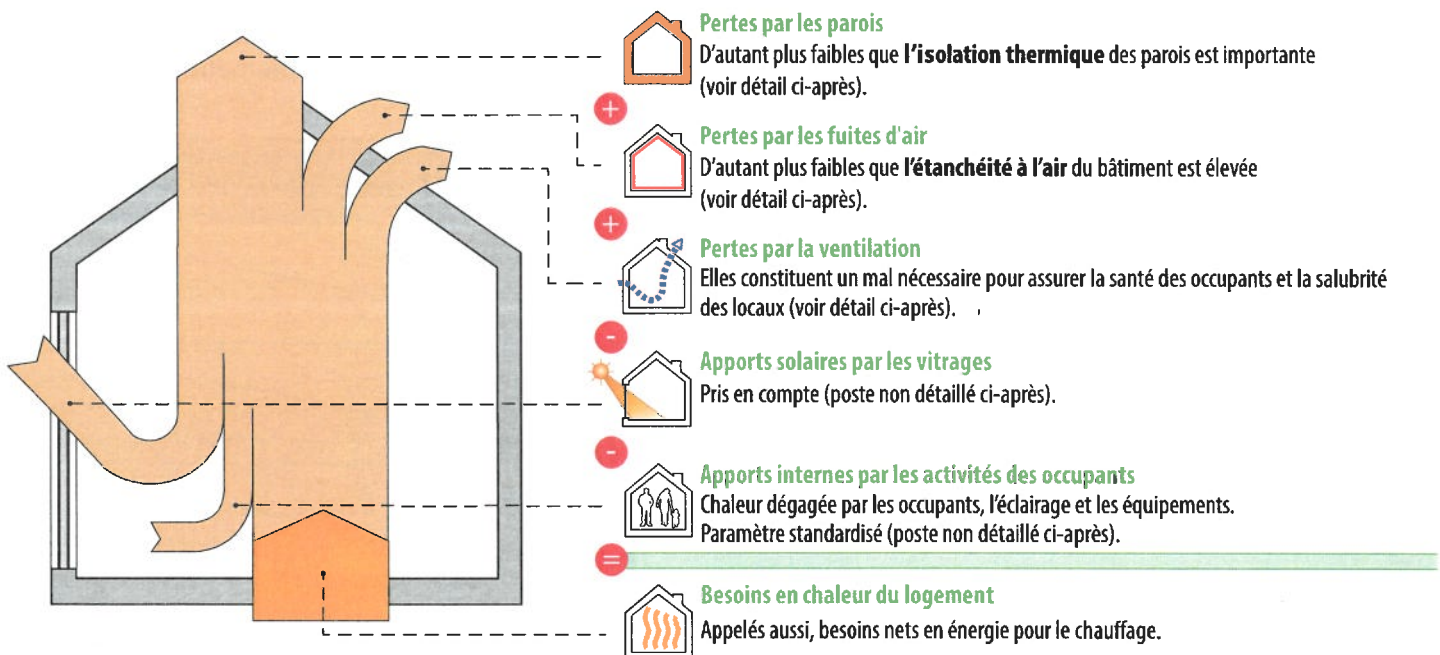 Pertes par les parois
D'autant plus faibles que l'isolation thermique des parois est importante
(voir détail ci-après).
+
Pertes par les fuites d'air
D'autant plus faibles que l'étanchéité à l'air du bâtiment est élevée
(voir détail ci-après).
+
Pertes par la ventilation
Elles constituent un mal nécessaire pour assurer la santé des occupants et la salubrité
des locaux (voir détail ci-après).
-
Apports solaires par les vitrages
Pris en compte (poste non détaillé ci-après).
-
Apports internes par les activités des occupants
Chaleur dégagée par les occupants, l'éclairage et les équipements.
Paramètre standardisé (poste non détaillé ci-après).
=
Besoins en chaleur du logement
Appelés aussi, besoins nets en énergie pour le chauffage.